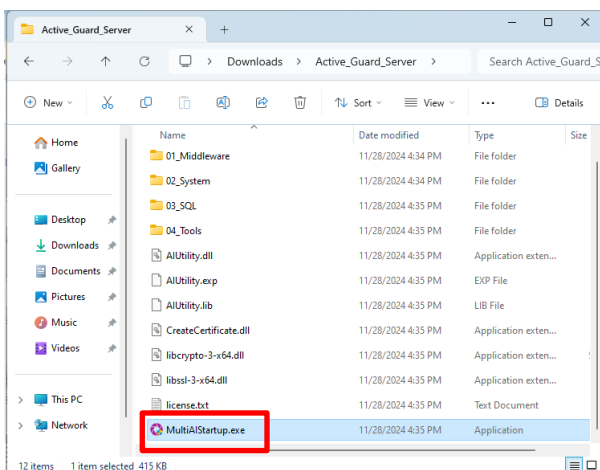 Active_Guard_Server
Downloads > Active_Guard_Server > Search Active_Guard_S
New Sort View ... Details
Name Date modified Type Size
Home
Gallery
Desktop
Downloads
Documents
Pictures
Music
Videos
This PC
Network
01_Middleware 11/28/2024 4:34 PM File folder
02_System 11/28/2024 4:34 PM File folder
03_SQL 11/28/2024 4:35 PM File folder
04_Tools 11/28/2024 4:35 PM File folder
AIUtility.dll 11/28/2024 4:35 PM Application exten...
AIUtility.exp 11/28/2024 4:35 PM EXP File
AIUtility.lib 11/28/2024 4:35 PM LIB File
CreateCertificate.dll 11/28/2024 4:35 PM Application exten...
libcrypto-3-x64.dll 11/28/2024 4:35 PM Application exten...
libssl-3-x64.dll 11/28/2024 4:35 PM Application exten...
license.txt 11/28/2024 4:35 PM Text Document
MultiAIStartup.exe 11/28/2024 4:35 PM Application
12 items 1 item selected 415 KB